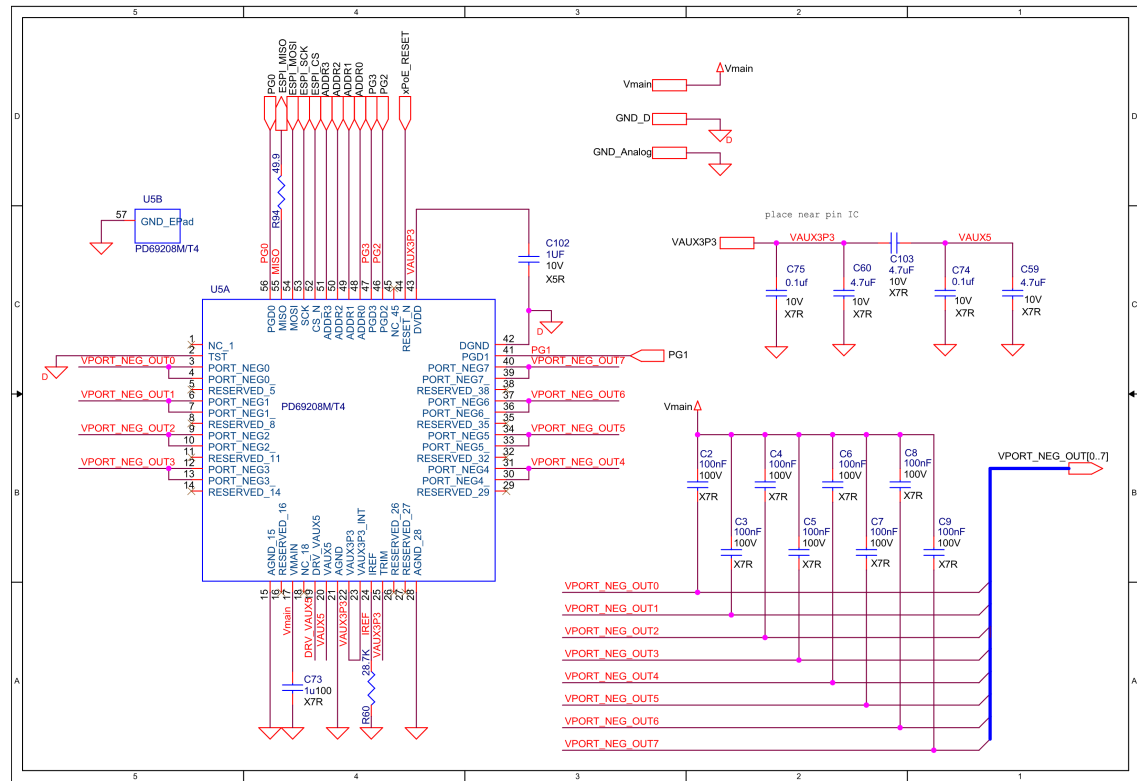 5
4
3
2
1
D
C
B
A
PG0
ESPI_MISO
ESPI_MOSI
ESPI_SCK
ESPI_CS
ADDR3
ADDR2
ADDR1
ADDR0
PG3
PG2
xPoE_RESET
49.9
R94
PG0
MISO
PG3
PG2
VAUX3P3
56
55
54
53
52
51
50
49
48
47
46
45
44
43
U5B
57
GND_EPad
PD69208M/T4
Vmain
Vmain
GND_D
D
GND_Analog
place near pin IC
VAUX3P3
VAUX3P3
VAUX5
C103
4.7uF
10V
X7R
C75
0.1uf
10V
X7R
C60
4.7uF
10V
X7R
C74
0.1uf
10V
X7R
C59
4.7uF
10V
X7R
C102
1UF
10V
X5R
D
U5A
PGD0
MISO
MOSI
SCK
CS_N
ADDR3
ADDR2
ADDR1
ADDR0
PGD3
PGD2
NC_45
RESET_N
DVDD
1
NC_1
2
TST
D
VPORT_NEG_OUT0
3
PORT_NEG0
4
PORT_NEG0_
5
RESERVED_5
VPORT_NEG_OUT1
6
PORT_NEG1
7
PORT_NEG1_
8
RESERVED_8
VPORT_NEG_OUT2
9
PORT_NEG2
10
PORT_NEG2_
11
RESERVED_11
VPORT_NEG_OUT3
12
PORT_NEG3
13
PORT_NEG3_
14
RESERVED_14
PD69208M/T4
DGND
42
PGD1
41
PG1
PG1
PORT_NEG7
40
VPORT_NEG_OUT7
PORT_NEG7_
39
RESERVED_38
38
PORT_NEG6
37
VPORT_NEG_OUT6
PORT_NEG6_
36
RESERVED_35
35
PORT_NEG5
34
VPORT_NEG_OUT5
PORT_NEG5_
33
RESERVED_32
32
PORT_NEG4
31
VPORT_NEG_OUT4
PORT_NEG4_
30
RESERVED_29
29
AGND_15
RESERVED_16
VMAIN
NC_18
DRV_VAUX5
VAUX5
AGND
VAUX3P3
VAUX3P3_INT
IREF
TRIM
RESERVED_26
RESERVED_27
AGND_28
15
16
17
18
19
20
21
22
23
24
25
26
27
28
Vmain
DRV_VAUX5
VAUX5
VAUX3P3
IREF
VAUX3P3
C73
1u100
X7R
28.7K
R60
Vmain
C2
100nF
100V
X7R
C4
100nF
100V
X7R
C6
100nF
100V
X7R
C8
100nF
100V
X7R
C3
100nF
100V
X7R
C5
100nF
100V
X7R
C7
100nF
100V
X7R
C9
100nF
100V
X7R
VPORT_NEG_OUT[0..7]
VPORT_NEG_OUT0
VPORT_NEG_OUT1
VPORT_NEG_OUT2
VPORT_NEG_OUT3
VPORT_NEG_OUT4
VPORT_NEG_OUT5
VPORT_NEG_OUT6
VPORT_NEG_OUT7
D
C
B
A
5
4
3
2
1